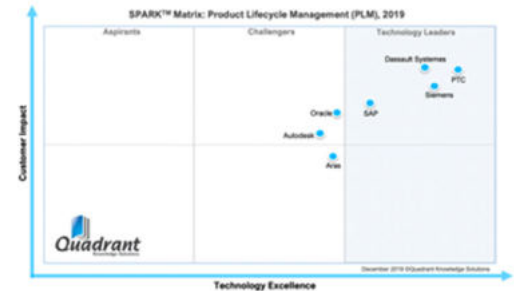 SPARK™ Matrix: Product Lifecycle Management (PLM), 2019
Aspirants
Challengers
Technology Leaders
Dassault Systemes
PTC
Siemens
SAP
Oracle
Autodesk
Aras
Customer Impact
Quadrant
Knowledge Solutions
December 2019 ©Quadrant Knowledge Solutions
Technology Excellence